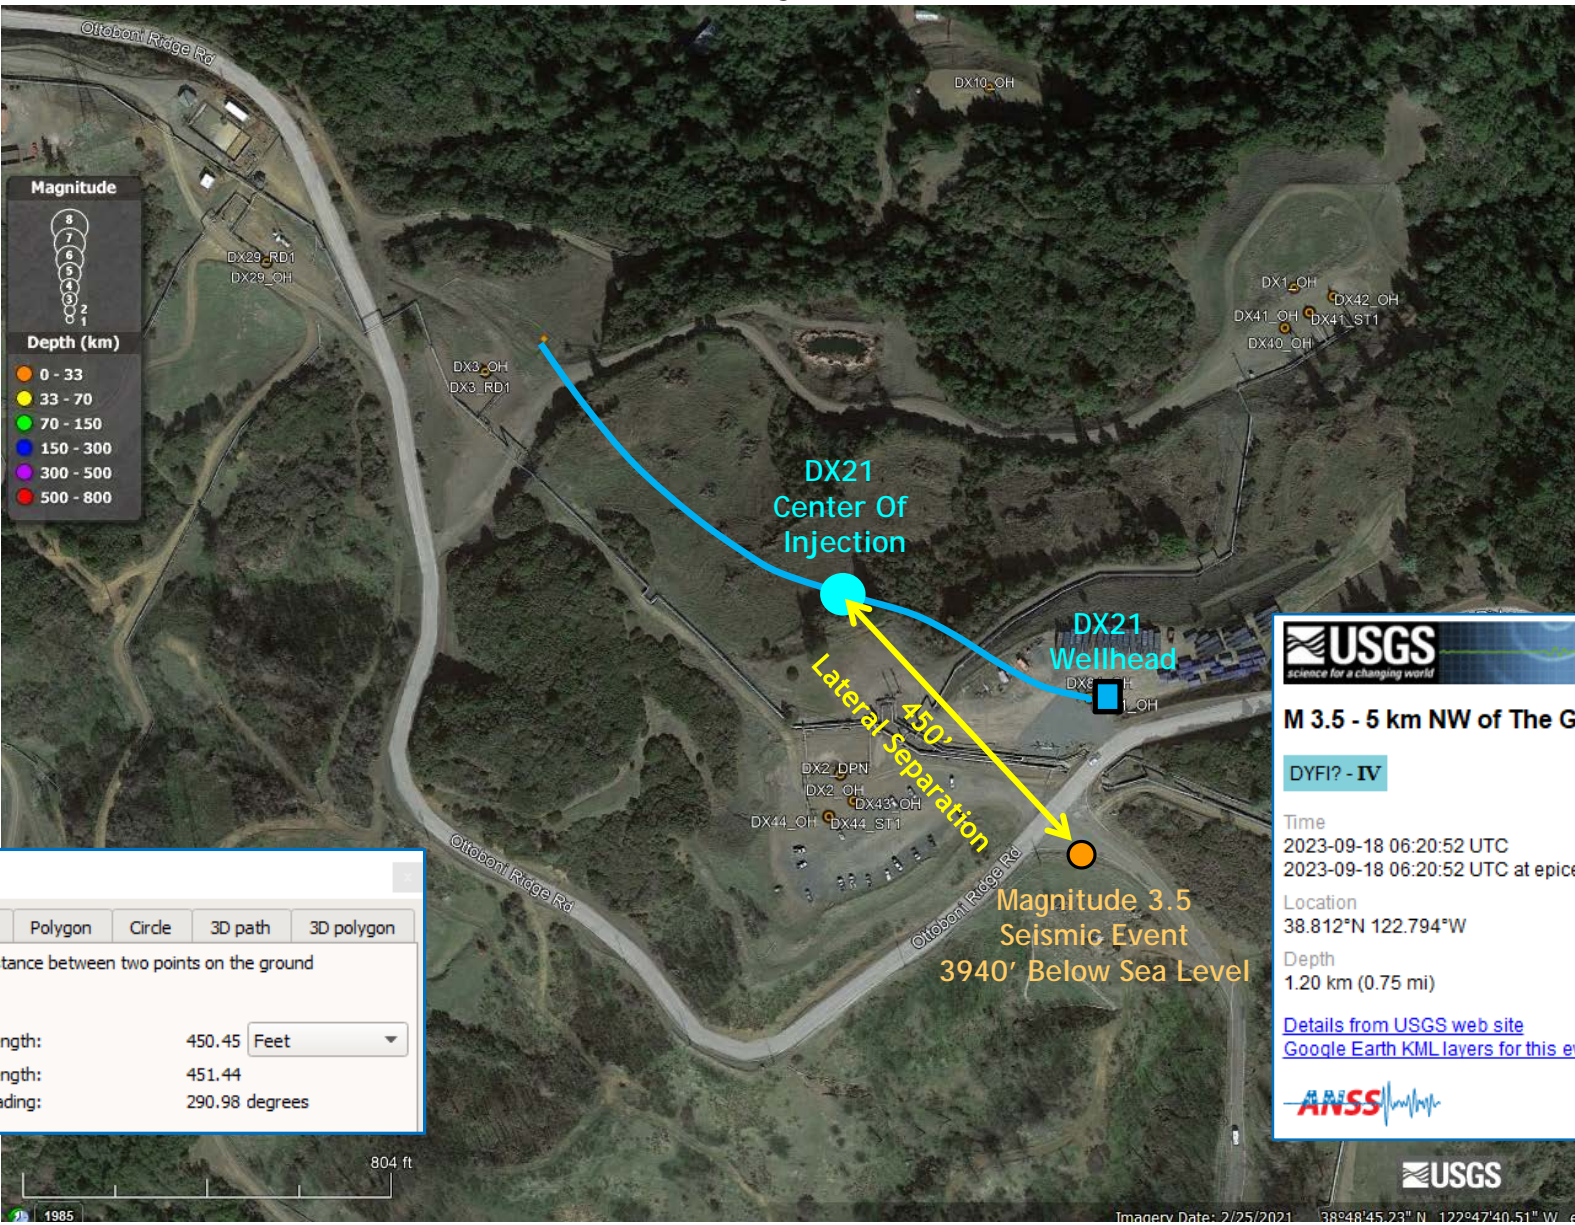 Ottoboni Ridge Rd
DX10_OH
Magnitude
8
7
6
5
4
3
2
1
Depth (km)
0 - 33
33 - 70
70 - 150
150 - 300
300 - 500
500 - 800
DX29_RD1
DX29_OH
DX3_OH
DX3_RD1
DX1_OH
DX42_OH
DX41_OH
DX41_ST1
DX40_OH
DX21
Center Of
Injection
DX21
Wellhead
450'
Lateral Separation
DX2_DPN
DX2_OH
DX43_OH
DX44_OH
DX44_ST1
Ottoboni Ridge Rd
Ottoboni Ridge Rd
Magnitude 3.5
Seismic Event
3940' Below Sea Level
USGS
science for a changing world
M 3.5 - 5 km NW of The G
DYFI? - IV
Time
2023-09-18 06:20:52 UTC
2023-09-18 06:20:52 UTC at epice
Location
38.812°N 122.794°W
Depth
1.20 km (0.75 mi)
Details from USGS web site
Google Earth KML layers for this ev
ANSS
Polygon Circle 3D path 3D polygon
tance between two points on the ground
ngth: 450.45 Feet
ngth: 451.44
ading: 290.98 degrees
804 ft
1985
USGS
Imagery Date: 2/25/2021 38°48'45.23" N 122°47'40.51" W e